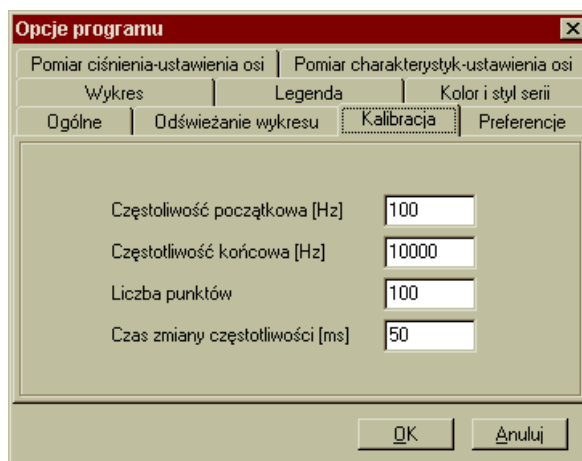 Opcje programu
Pomiar ciśnienia-ustawienia osi Pomiar charakterystyk-ustawienia osi
Wykres Legenda Kolor i styl serii
Ogólne Odświeżanie wykresu Kalibracja Preferencje
Częstoliwość początkowa [Hz] 100
Częstotliwość końcowa [Hz] 10000
Liczba punktów 100
Czas zmiany częstotliwości [ms] 50
OK Anuluj